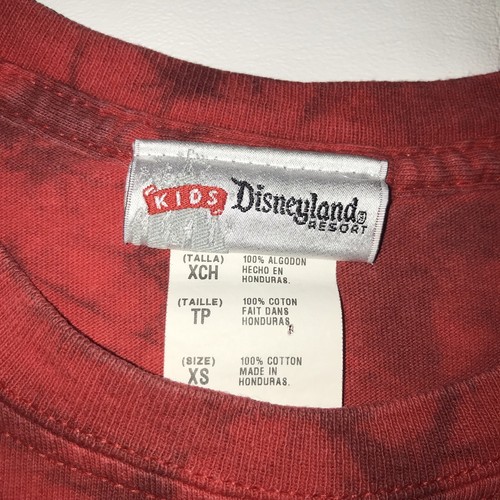 KIDS Disneyland
RESORT
(TALLA) 100% ALGODON
XCH HECHO EN
HONDURAS.
(TAILLE) 100% COTON
TP FAIT DANS
HONDURAS
(SIZE) 100% COTTON
XS MADE IN
HONDURAS.